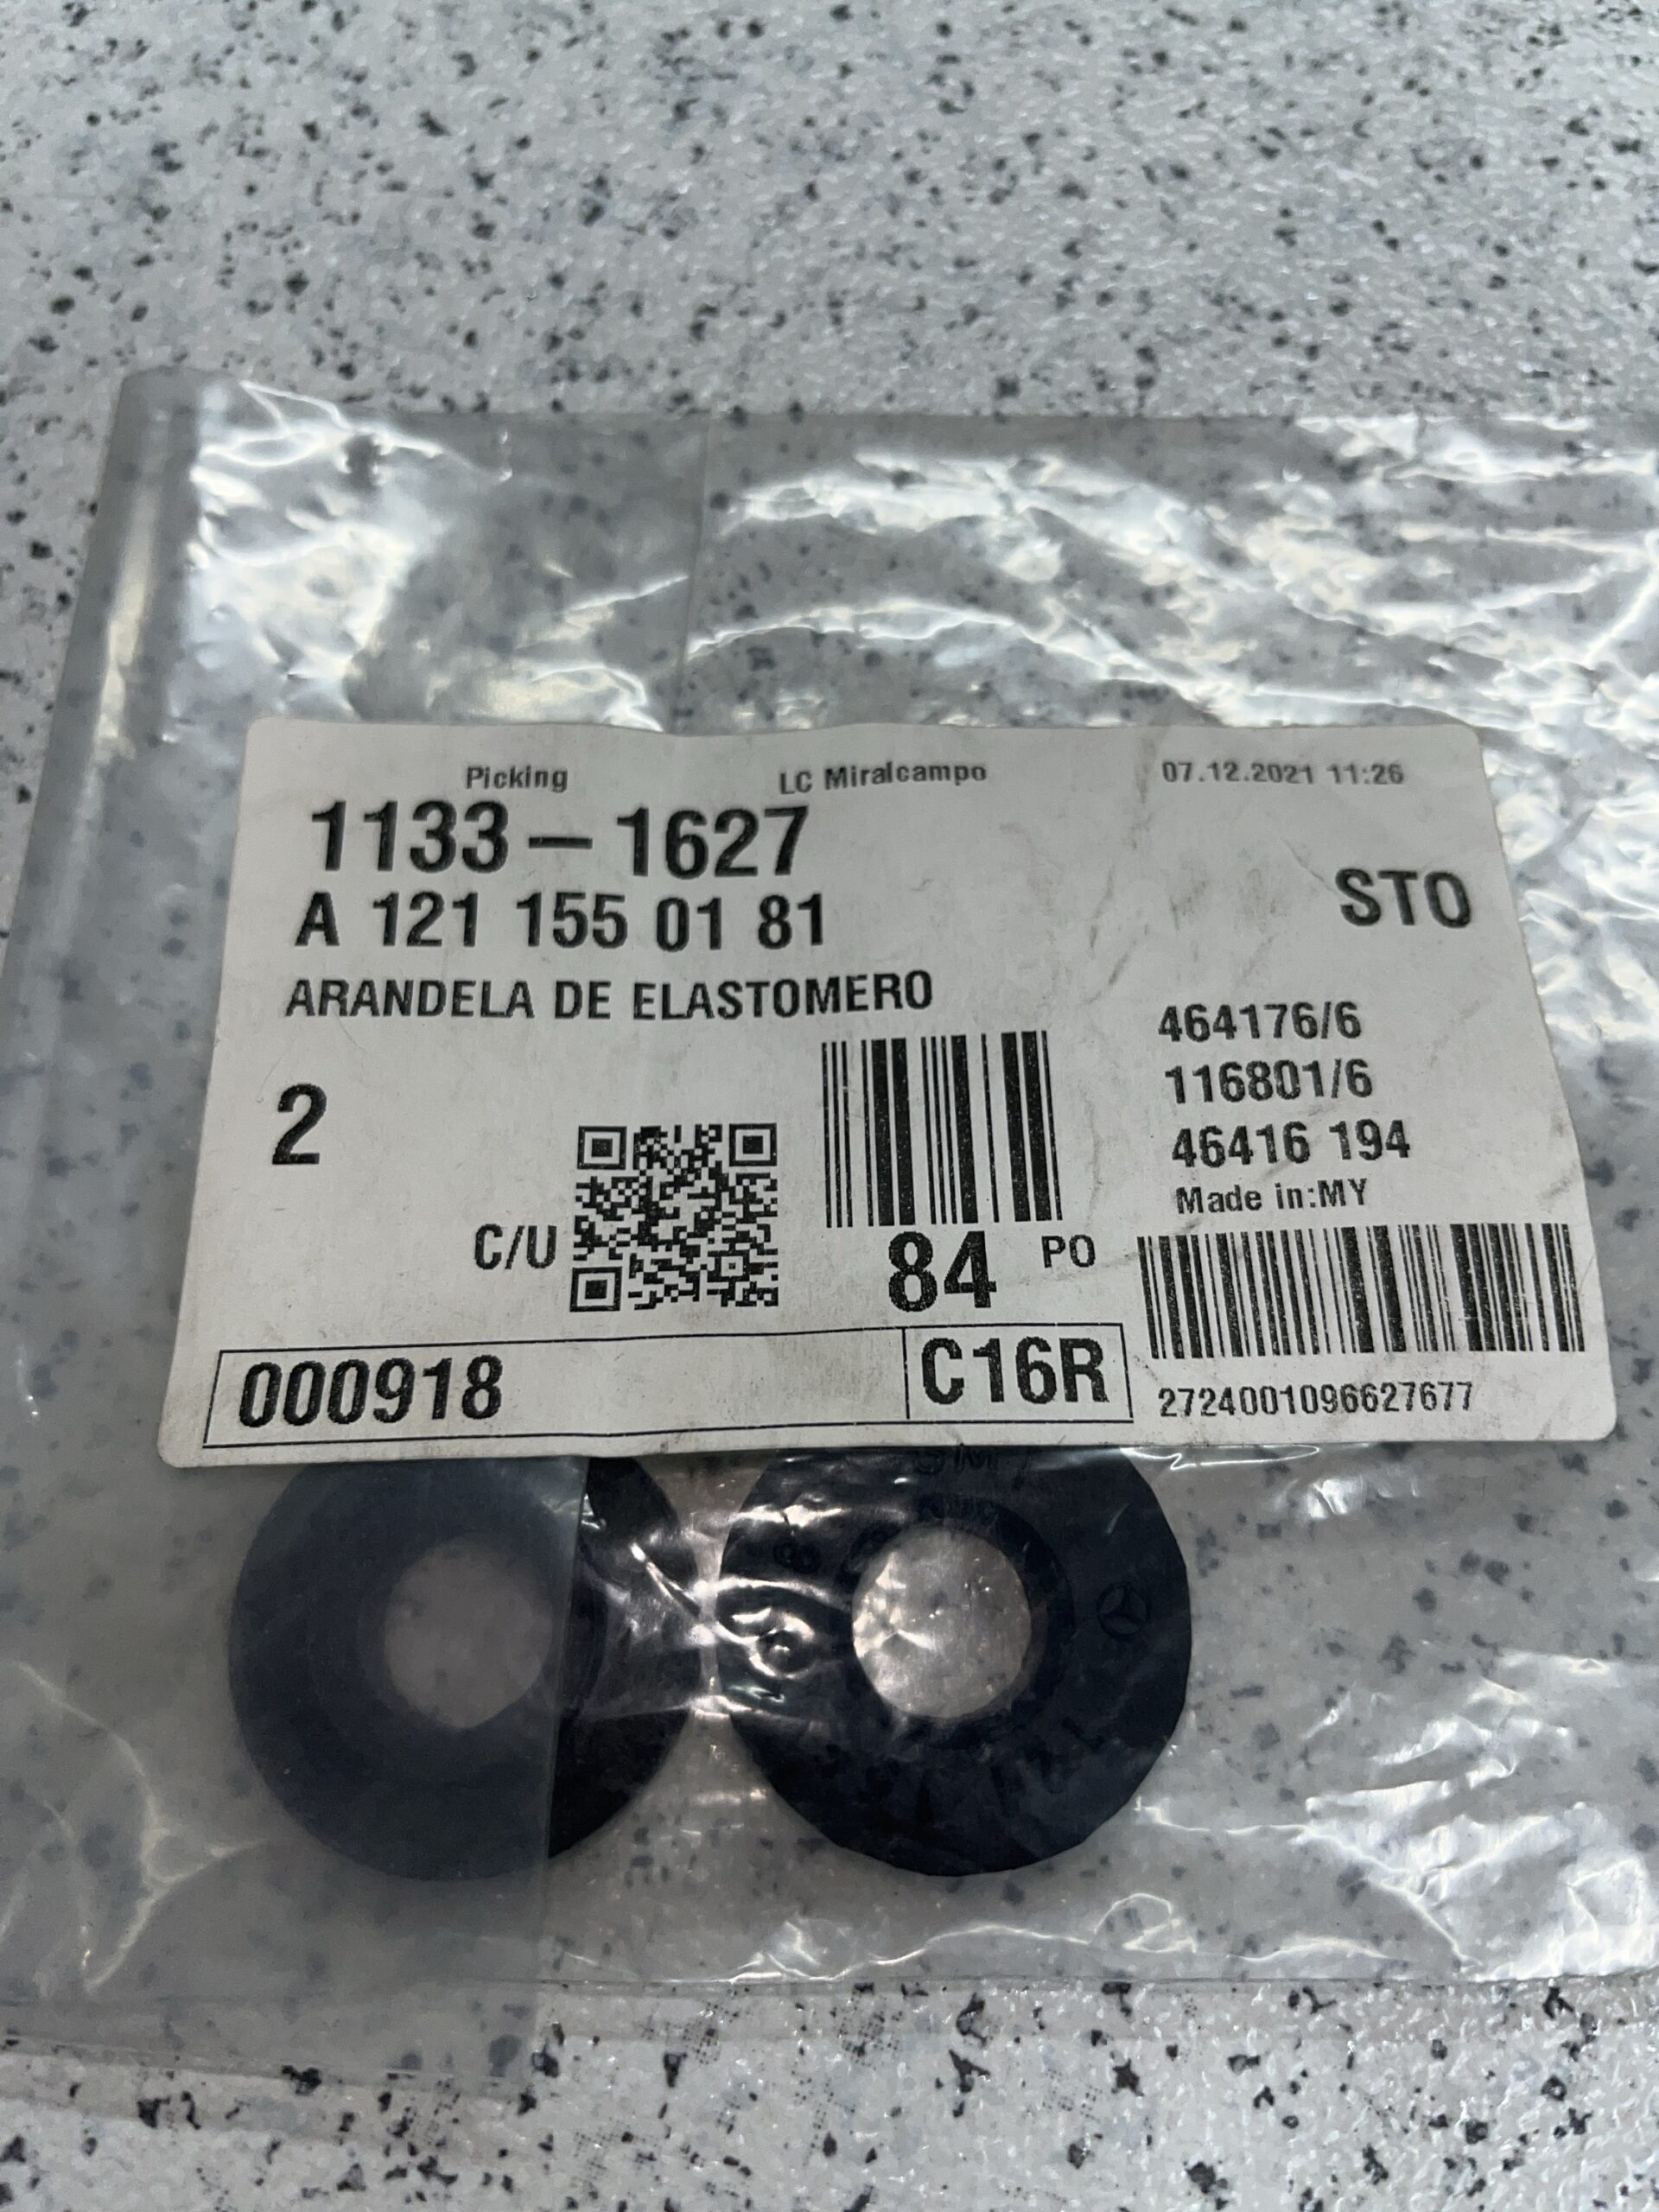 Picking LC Miralcampo 07.12.2021 11:26
1133-1627
A 121 155 01 81
STO
ARANDELA DE ELASTOMERO
464176/6
116801/6
2
46416 194
Made in:MY
C/U
84 PO
000918
C16R
2724001096627677